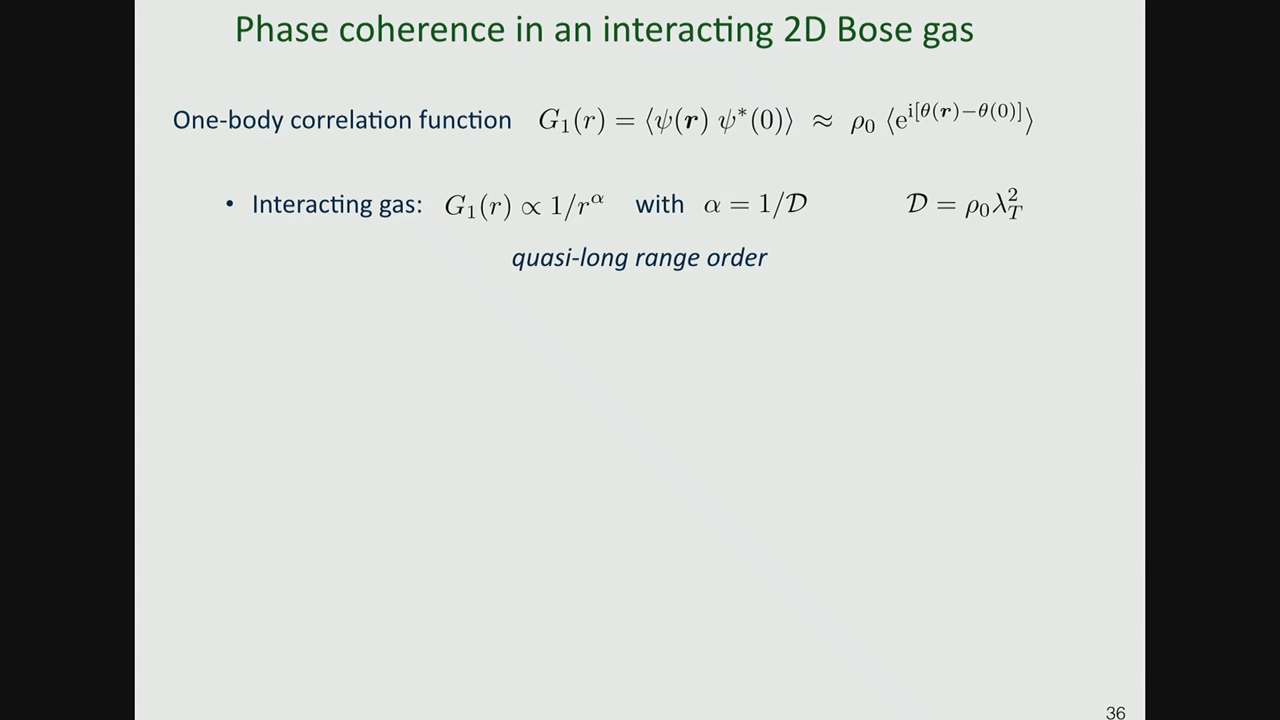 Phase coherence in an interacting 2D Bose gas
One-body correlation function G₁(r) = ⟨ψ(r) ψ*(0)⟩ ≈ ρ₀ ⟨e^{i[θ(r)−θ(0)]}⟩
• Interacting gas: G₁(r) ∝ 1/r^α with α = 1/𝒟 𝒟 = ρ₀λ_T²
quasi-long range order
36